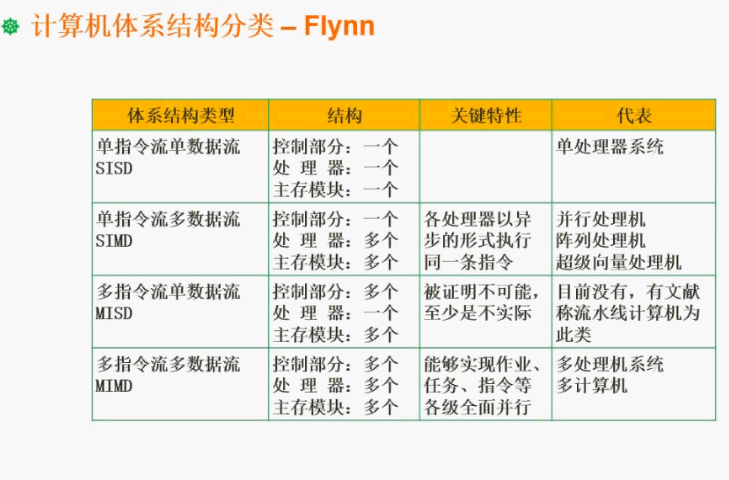 计算机体系结构分类 – Flynn
体系结构类型 结构 关键特性 代表
单指令流单数据流
SISD
控制部分：一个
处 理 器：一个
主存模块：一个
单处理器系统
单指令流多数据流
SIMD
控制部分：一个
处 理 器：多个
主存模块：多个
各处理器以异
步的形式执行
同一条指令
并行处理机
阵列处理机
超级向量处理机
多指令流单数据流
MISD
控制部分：多个
处 理 器：一个
主存模块：多个
被证明不可能，
至少是不实际
目前没有，有文献
称流水线计算机为
此类
多指令流多数据流
MIMD
控制部分：多个
处 理 器：多个
主存模块：多个
能够实现作业、
任务、指令等
各级全面并行
多处理机系统
多计算机